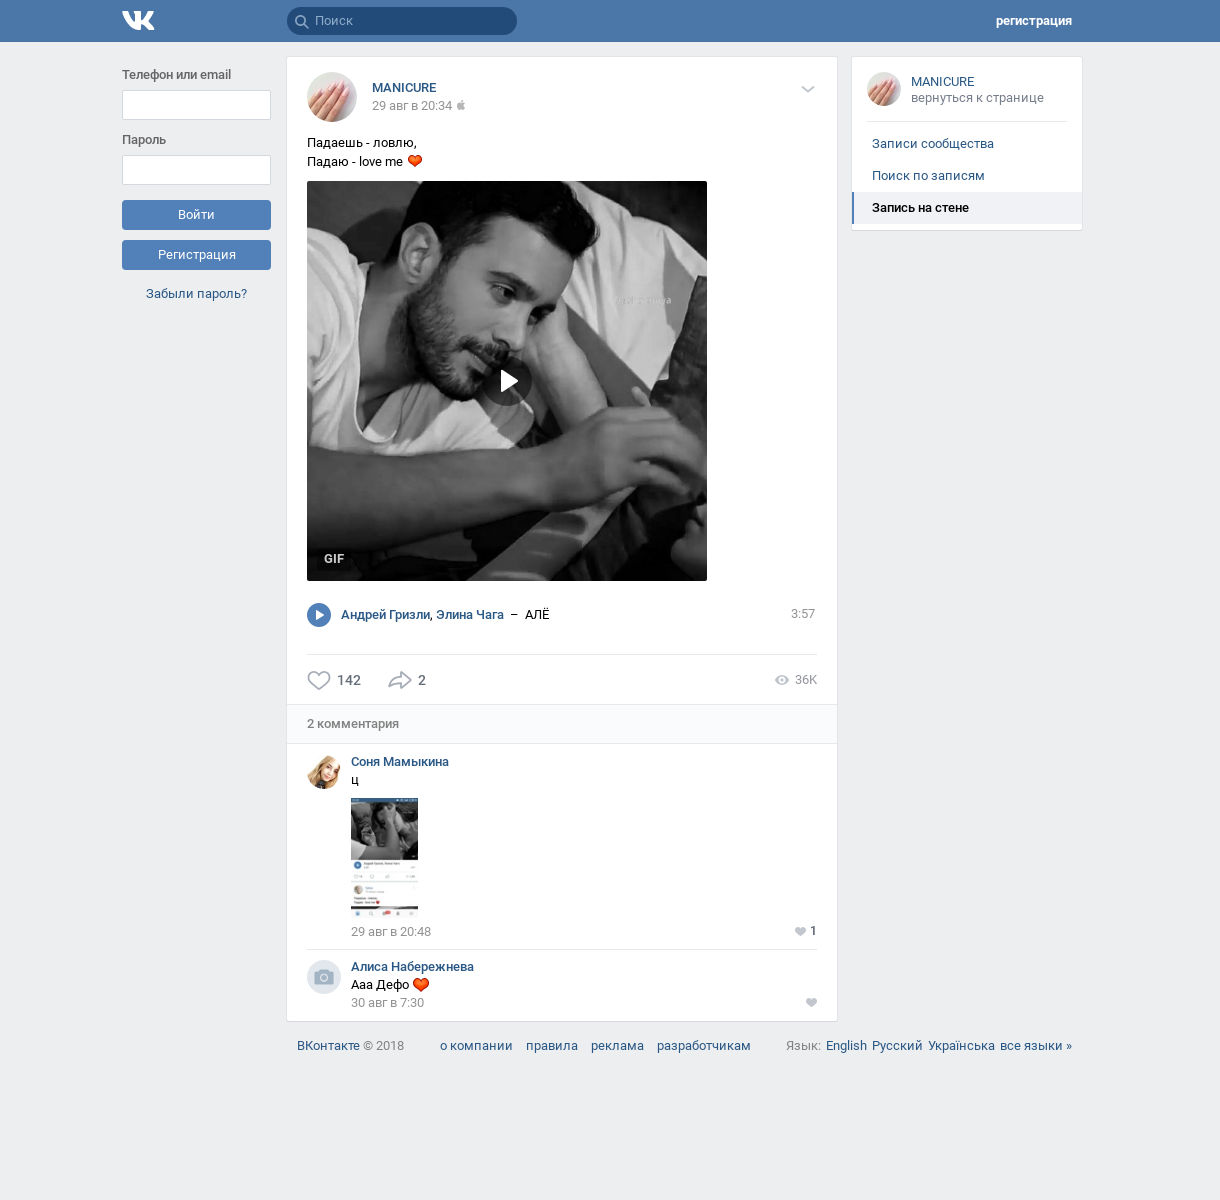 Поиск
регистрация
Телефон или email
Пароль
Войти
Регистрация
Забыли пароль?
MANICURE
29 авг в 20:34
Падаешь - ловлю,
Падаю - love me
GIF
Андрей Гризли, Элина Чага – АЛЁ
3:57
142
2
36K
2 комментария
Соня Мамыкина
ц
29 авг в 20:48
1
Алиса Набережнева
Ааа Дефо
30 авг в 7:30
MANICURE
вернуться к странице
Записи сообщества
Поиск по записям
Запись на стене
ВКонтакте © 2018
о компании правила реклама разработчикам
Язык: English Русский Українська все языки »